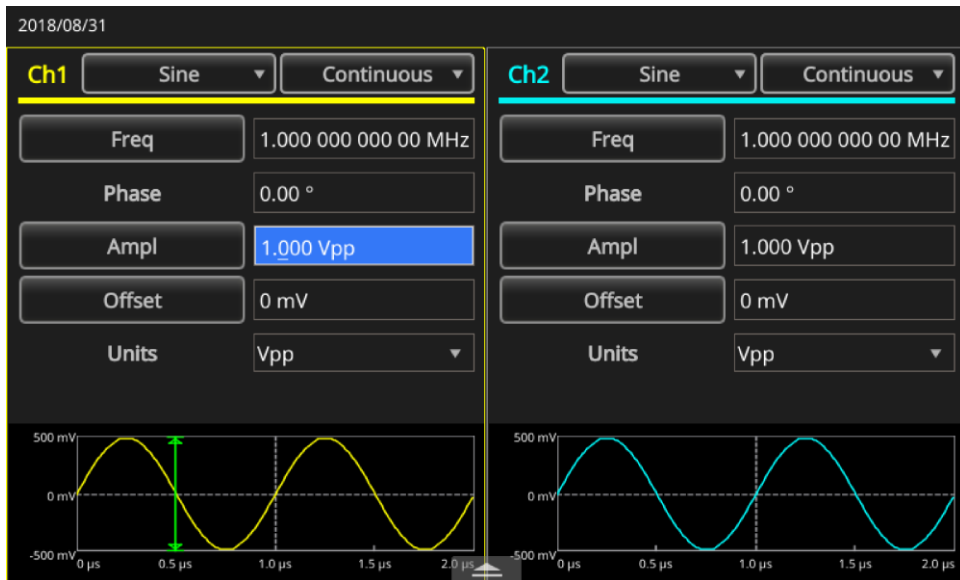 2018/08/31
Ch1 Sine Continuous
Freq 1.000 000 000 00 MHz
Phase 0.00 °
Ampl 1.000 Vpp
Offset 0 mV
Units Vpp
500 mV
0 mV
-500 mV
0 µs 0.5 µs 1.0 µs 1.5 µs 2.0 µs
Ch2 Sine Continuous
Freq 1.000 000 000 00 MHz
Phase 0.00 °
Ampl 1.000 Vpp
Offset 0 mV
Units Vpp
500 mV
0 mV
-500 mV
0 µs 0.5 µs 1.0 µs 1.5 µs 2.0 µs